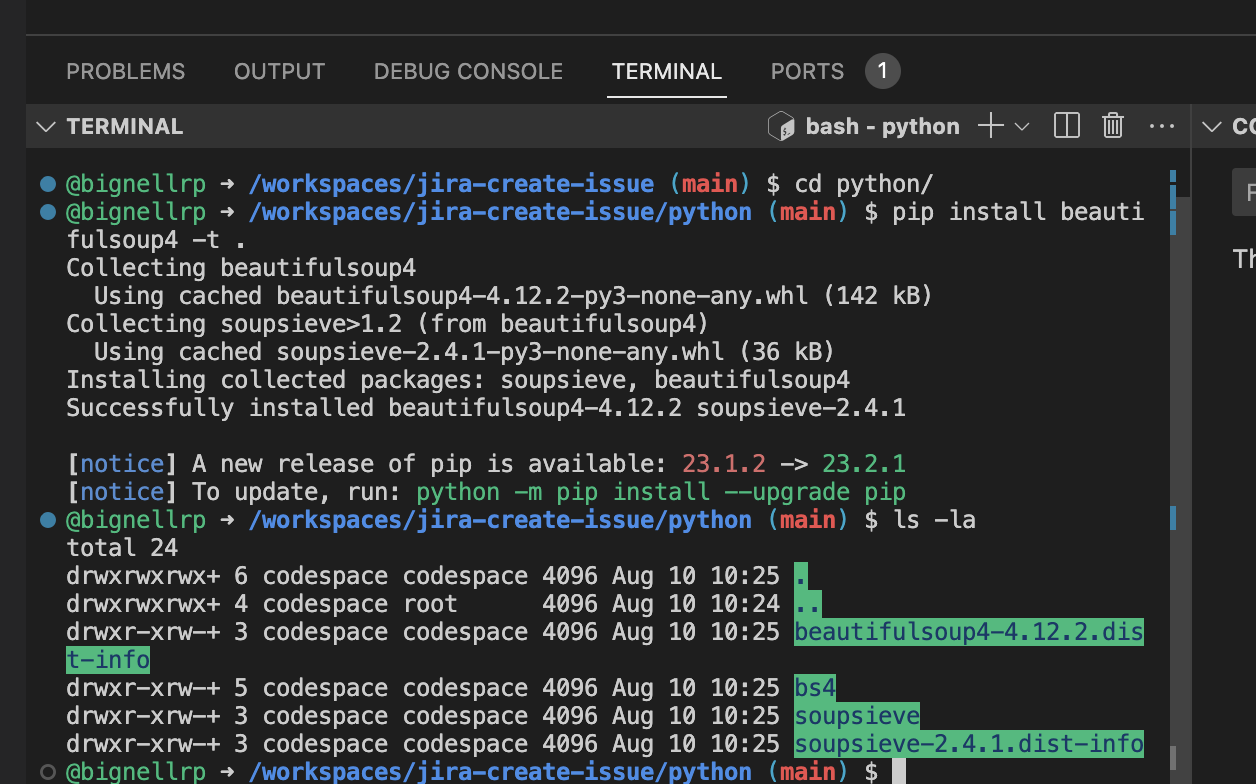 PROBLEMS OUTPUT DEBUG CONSOLE TERMINAL PORTS 1
TERMINAL bash - python
@bignellrp ➜ /workspaces/jira-create-issue (main) $ cd python/
@bignellrp ➜ /workspaces/jira-create-issue/python (main) $ pip install beauti
fulsoup4 -t .
Collecting beautifulsoup4
  Using cached beautifulsoup4-4.12.2-py3-none-any.whl (142 kB)
Collecting soupsieve>1.2 (from beautifulsoup4)
  Using cached soupsieve-2.4.1-py3-none-any.whl (36 kB)
Installing collected packages: soupsieve, beautifulsoup4
Successfully installed beautifulsoup4-4.12.2 soupsieve-2.4.1
[notice] A new release of pip is available: 23.1.2 -> 23.2.1
[notice] To update, run: python -m pip install --upgrade pip
@bignellrp ➜ /workspaces/jira-create-issue/python (main) $ ls -la
total 24
drwxrwxrwx+ 6 codespace codespace 4096 Aug 10 10:25 .
drwxrwxrwx+ 4 codespace root      4096 Aug 10 10:24 ..
drwxr-xrw-+ 3 codespace codespace 4096 Aug 10 10:25 beautifulsoup4-4.12.2.dis
t-info
drwxr-xrw-+ 5 codespace codespace 4096 Aug 10 10:25 bs4
drwxr-xrw-+ 3 codespace codespace 4096 Aug 10 10:25 soupsieve
drwxr-xrw-+ 3 codespace codespace 4096 Aug 10 10:25 soupsieve-2.4.1.dist-info
@bignellrp ➜ /workspaces/jira-create-issue/python (main) $